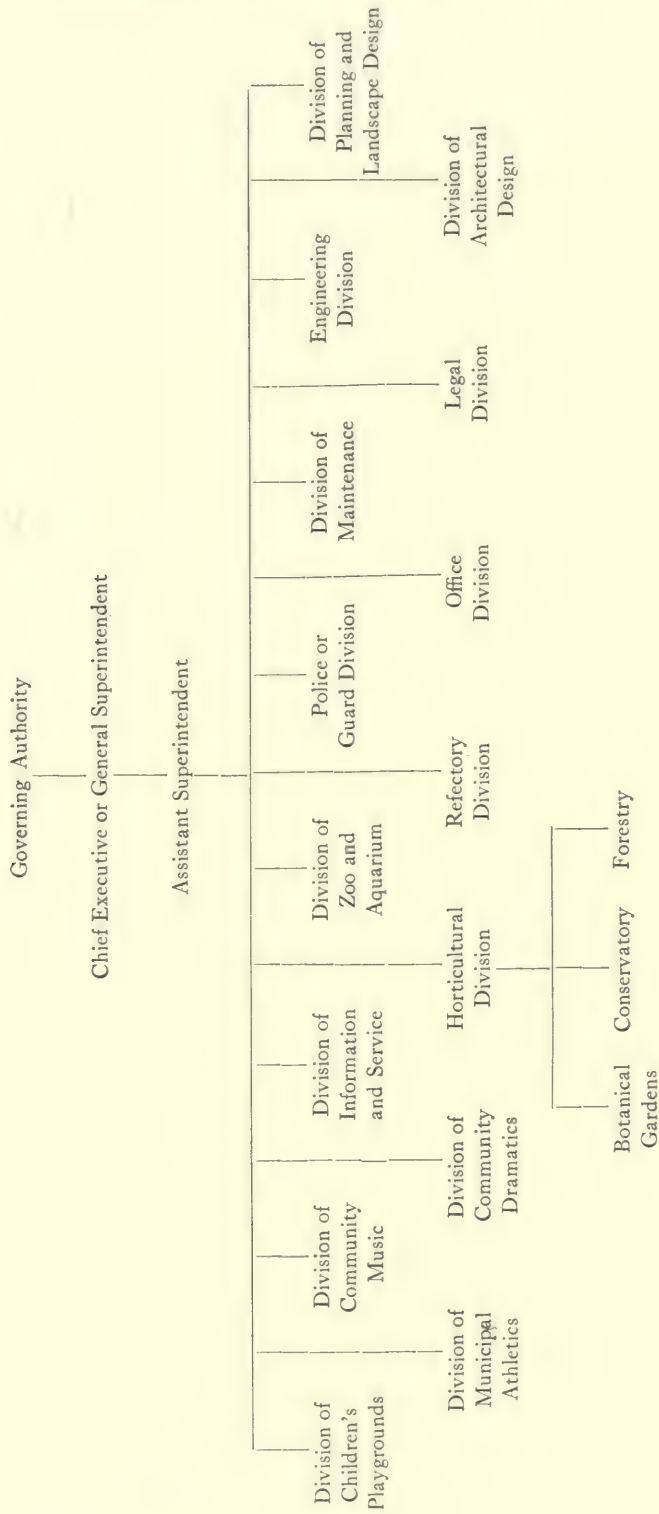 Governing Authority
Chief Executive or General Superintendent
Assistant Superintendent
Division of
Children's
Playgrounds
Division of
Community
Music
Division of
Information
and Service
Division of
Zoo and
Aquarium
Police or
Guard Division
Division of
Maintenance
Engineering
Division
Division of
Planning and
Landscape Design
Division of
Municipal
Athletics
Division of
Community
Dramatics
Horticultural
Division
Refectory
Division
Office
Division
Legal
Division
Division of
Architectural
Design
Botanical
Gardens
Conservatory
Forestry